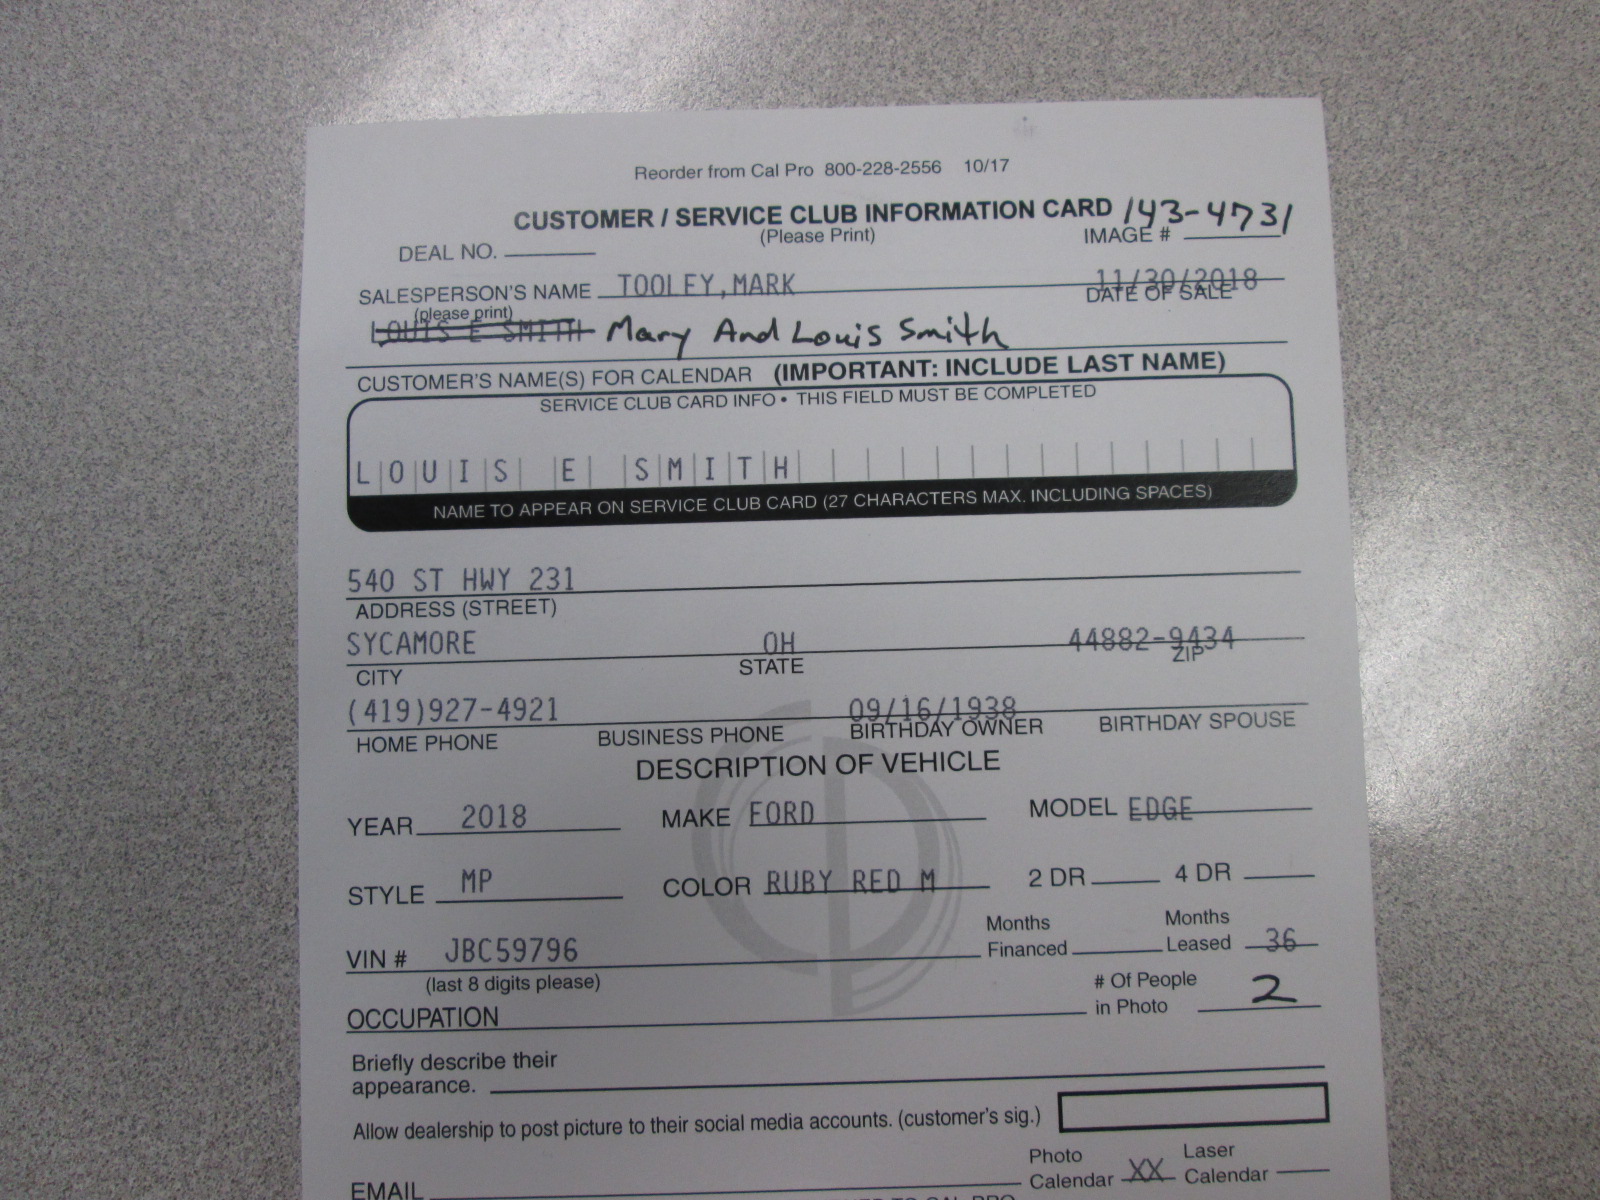 Reorder from Cal Pro 800-228-2556 10/17
CUSTOMER / SERVICE CLUB INFORMATION CARD 143-4731
(Please Print)
DEAL NO. IMAGE #
SALESPERSON'S NAME TOOLEY,MARK 11/30/2018
(please print) DATE OF SALE
LOUIS E SMITH Mary And Louis Smith
CUSTOMER'S NAME(S) FOR CALENDAR (IMPORTANT: INCLUDE LAST NAME)
SERVICE CLUB CARD INFO • THIS FIELD MUST BE COMPLETED
LOUIS E SMITH
NAME TO APPEAR ON SERVICE CLUB CARD (27 CHARACTERS MAX. INCLUDING SPACES)
540 ST HWY 231
ADDRESS (STREET)
SYCAMORE OH 44882-9434
CITY STATE ZIP
(419)927-4921 09/16/1938
HOME PHONE BUSINESS PHONE BIRTHDAY OWNER BIRTHDAY SPOUSE
DESCRIPTION OF VEHICLE
YEAR 2018 MAKE FORD MODEL EDGE
STYLE MP COLOR RUBY RED M 2 DR 4 DR
VIN # JBC59796 Months Financed Months Leased 36
(last 8 digits please)
OCCUPATION # Of People in Photo 2
Briefly describe their
appearance.
Allow dealership to post picture to their social media accounts. (customer's sig.)
EMAIL Photo Calendar XX Laser Calendar